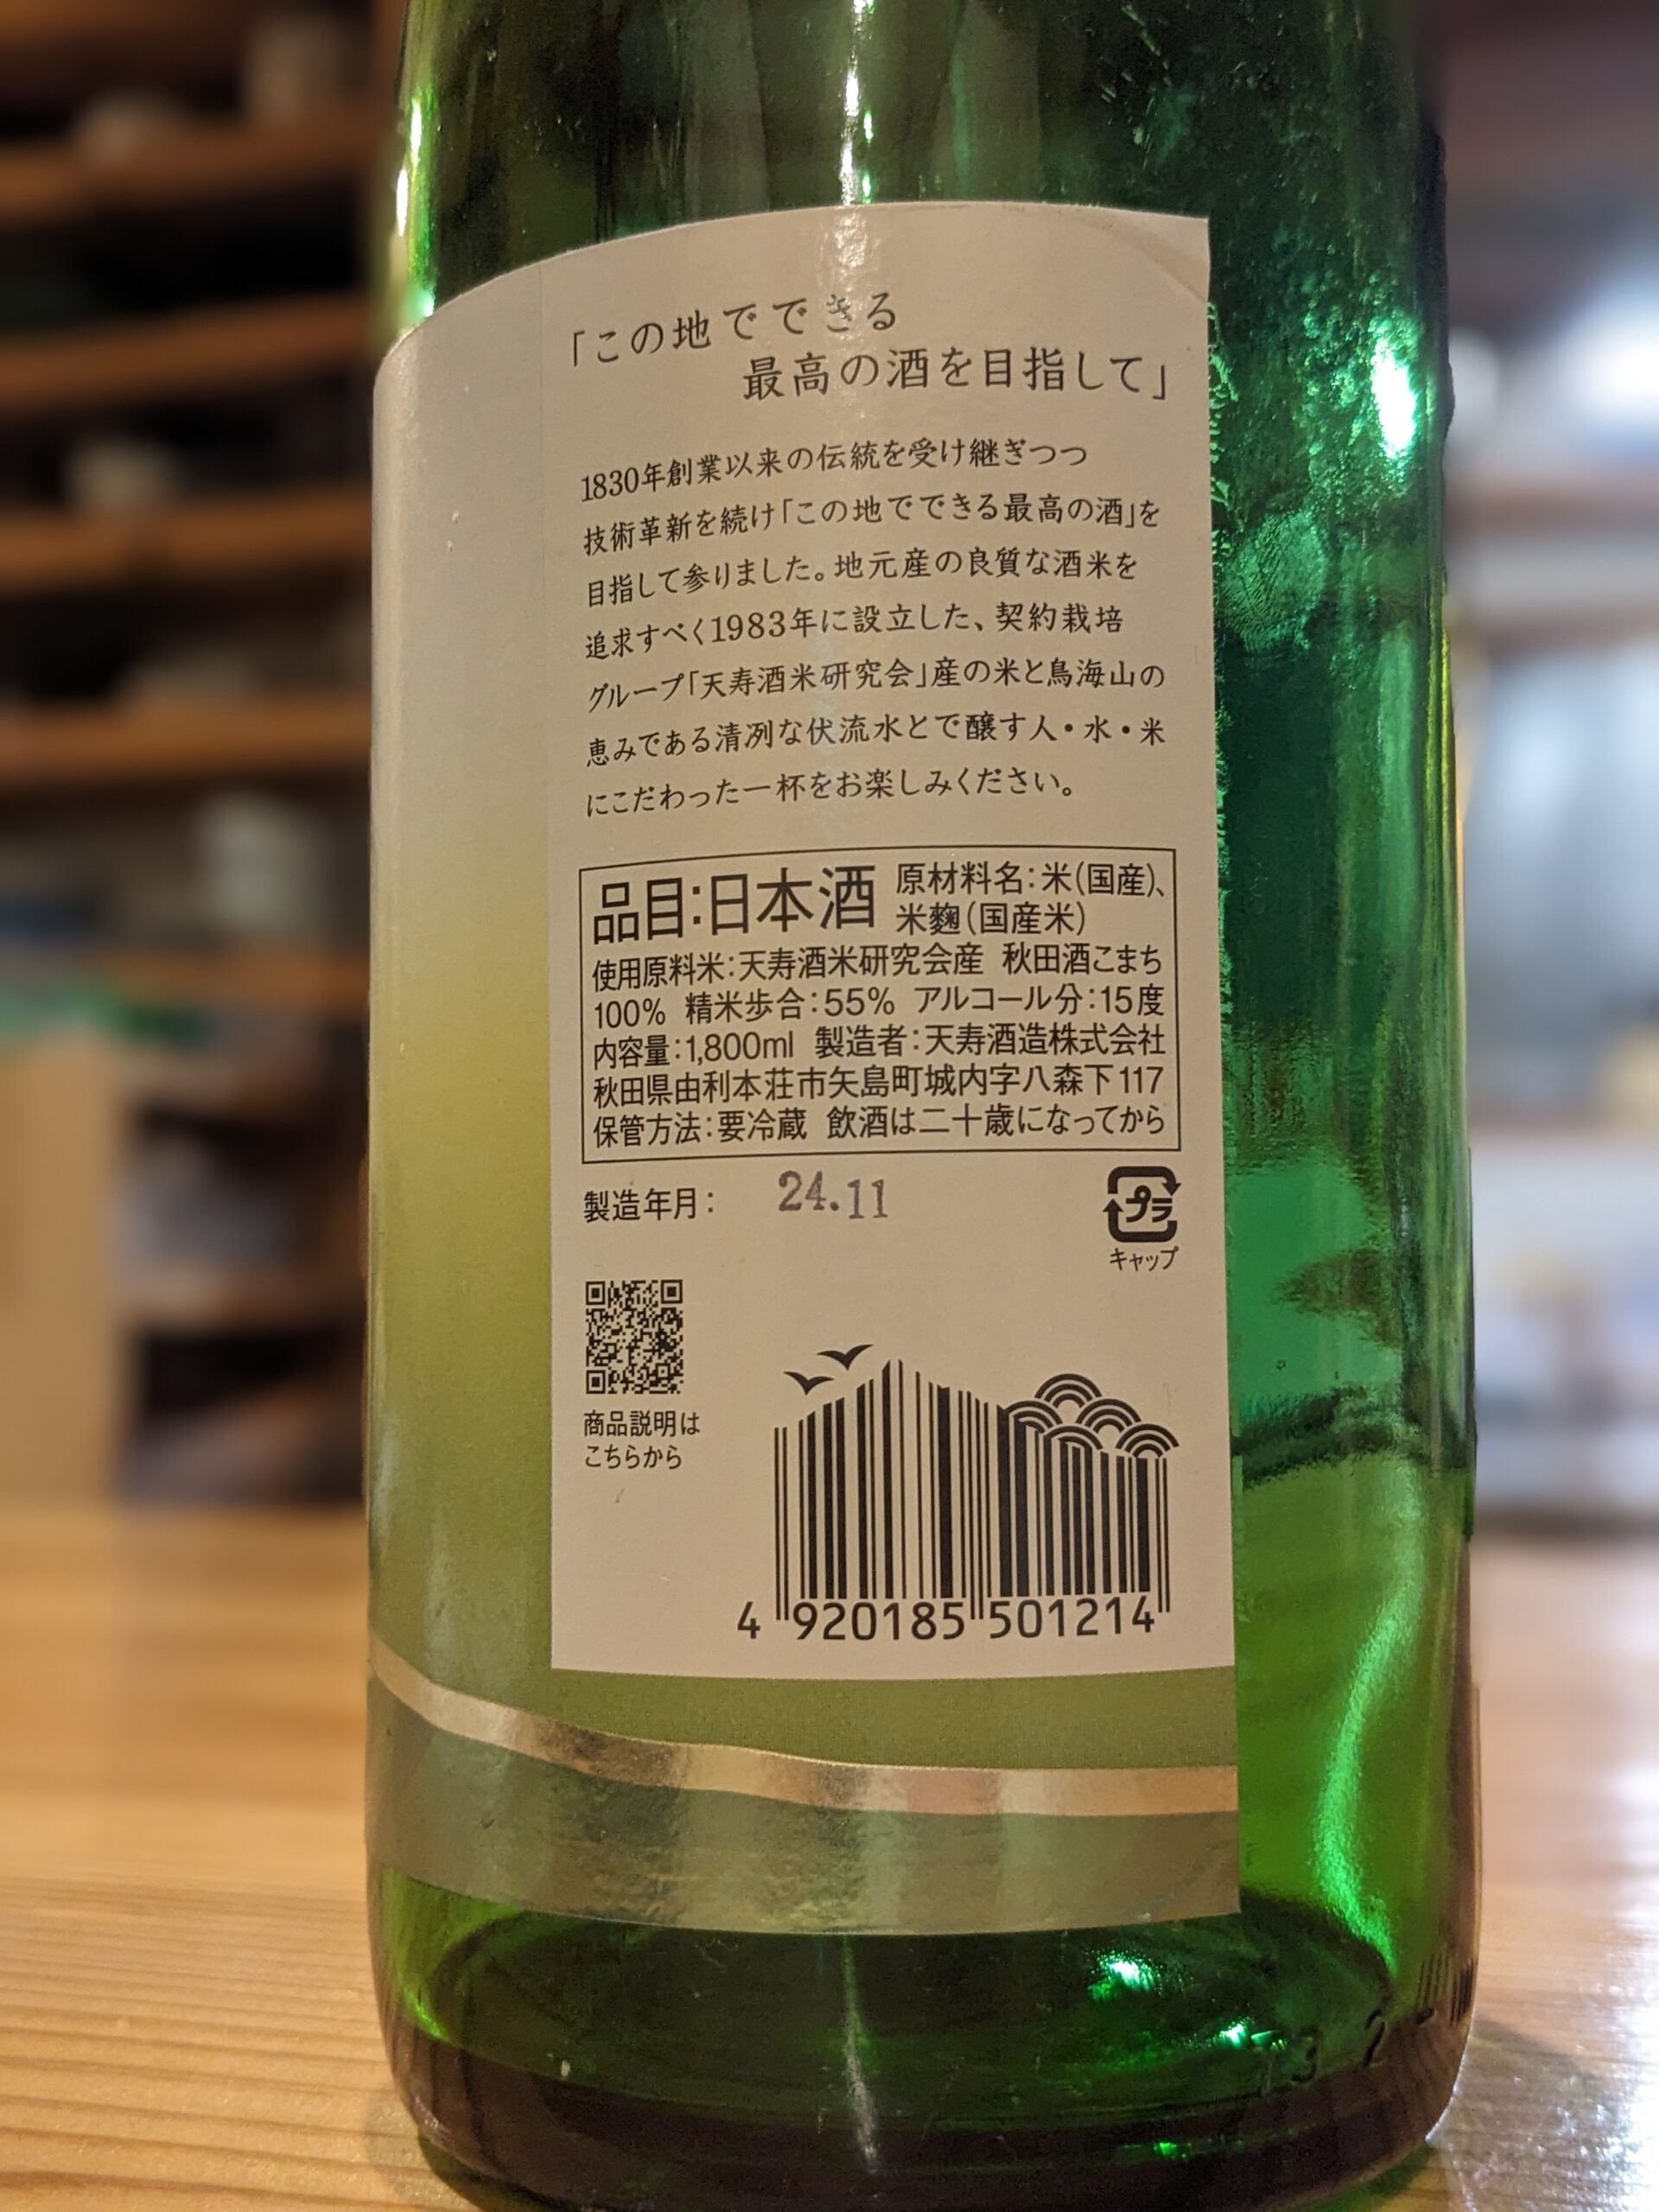 「この地でできる
最高の酒を目指して」
1830年創業以来の伝統を受け継ぎつつ
技術革新を続け「この地でできる最高の酒」を
目指して参りました。地元産の良質な酒米を
追求すべく1983年に設立した、契約栽培
グループ「天寿酒米研究会」産の米と鳥海山の
恵みである清冽な伏流水とで醸す人・水・米
にこだわった一杯をお楽しみください。
品目:日本酒 原材料名:米(国産)、
米麹(国産米)
使用原料米:天寿酒米研究会産 秋田酒こまち
100% 精米歩合:55% アルコール分:15度
内容量:1,800ml 製造者:天寿酒造株式会社
秋田県由利本荘市矢島町城内字八森下117
保管方法:要冷蔵 飲酒は二十歳になってから
製造年月: 24.11
プラ
キャップ
商品説明は
こちらから
4 920185 501214